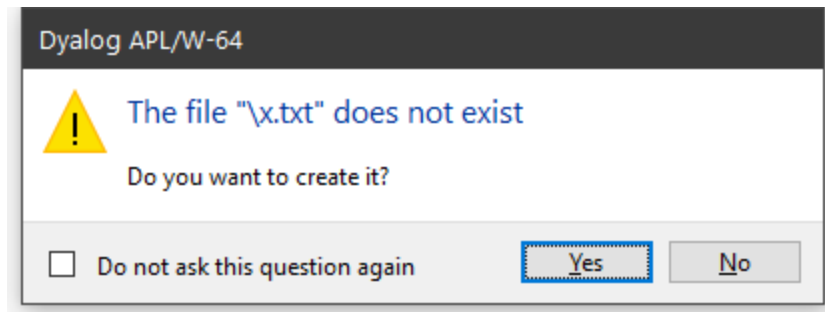 Dyalog APL/W-64
The file "\x.txt" does not exist
Do you want to create it?
Do not ask this question again
Yes
No